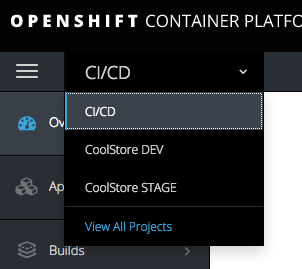 OPENSHIFT CONTAINER PLATFO
CI/CD
Ov
CI/CD
CoolStore DEV
Ap
CoolStore STAGE
View All Projects
Builds